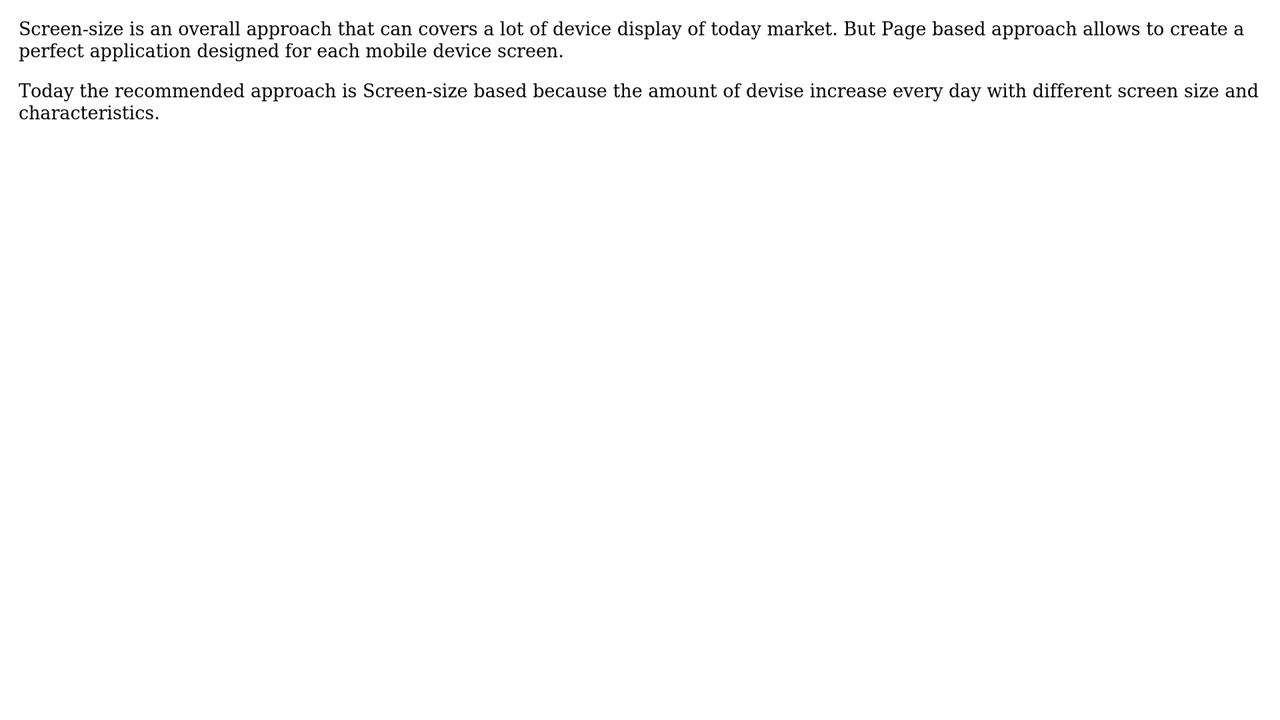 Screen-size is an overall approach that can covers a lot of device display of today market. But Page based approach allows to create a
perfect application designed for each mobile device screen.
Today the recommended approach is Screen-size based because the amount of devise increase every day with different screen size and
characteristics.